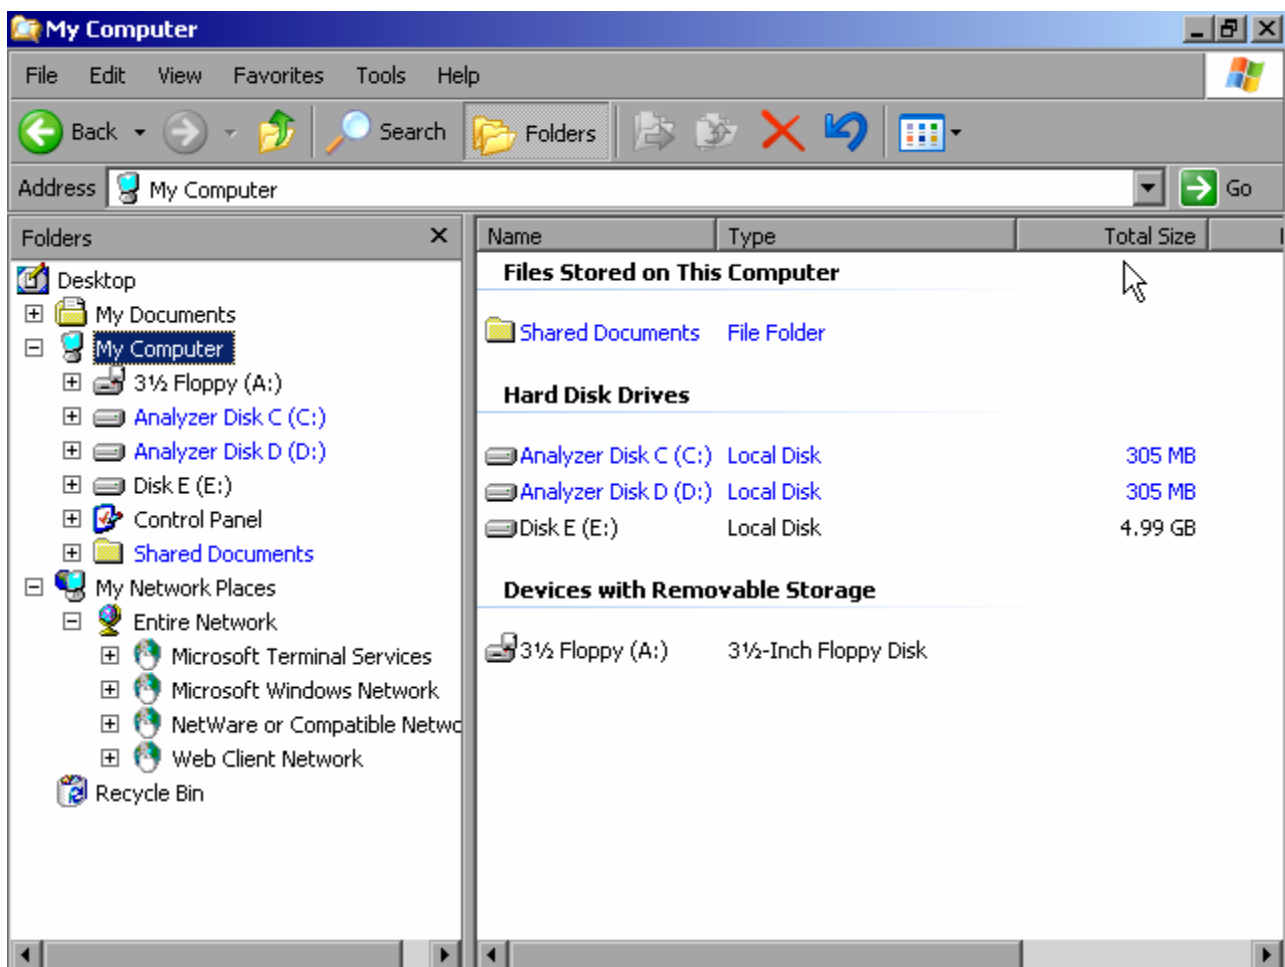 My Computer
File Edit View Favorites Tools Help
Back Search Folders
Address My Computer Go
Folders
Desktop
My Documents
My Computer
3½ Floppy (A:)
Analyzer Disk C (C:)
Analyzer Disk D (D:)
Disk E (E:)
Control Panel
Shared Documents
My Network Places
Entire Network
Microsoft Terminal Services
Microsoft Windows Network
NetWare or Compatible Netwo
Web Client Network
Recycle Bin
Name Type Total Size
Files Stored on This Computer
Shared Documents File Folder
Hard Disk Drives
Analyzer Disk C (C:) Local Disk 305 MB
Analyzer Disk D (D:) Local Disk 305 MB
Disk E (E:) Local Disk 4.99 GB
Devices with Removable Storage
3½ Floppy (A:) 3½-Inch Floppy Disk